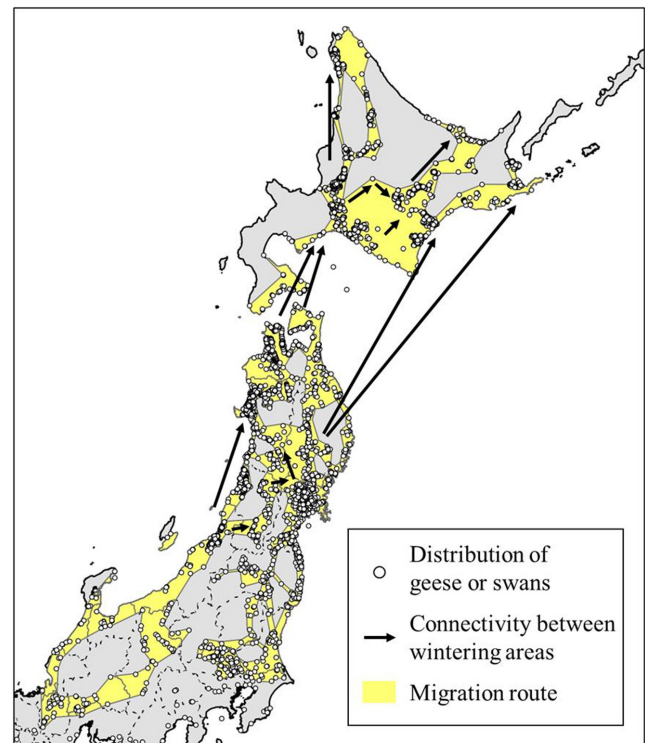 Distribution of
geese or swans
Connectivity between
wintering areas
Migration route